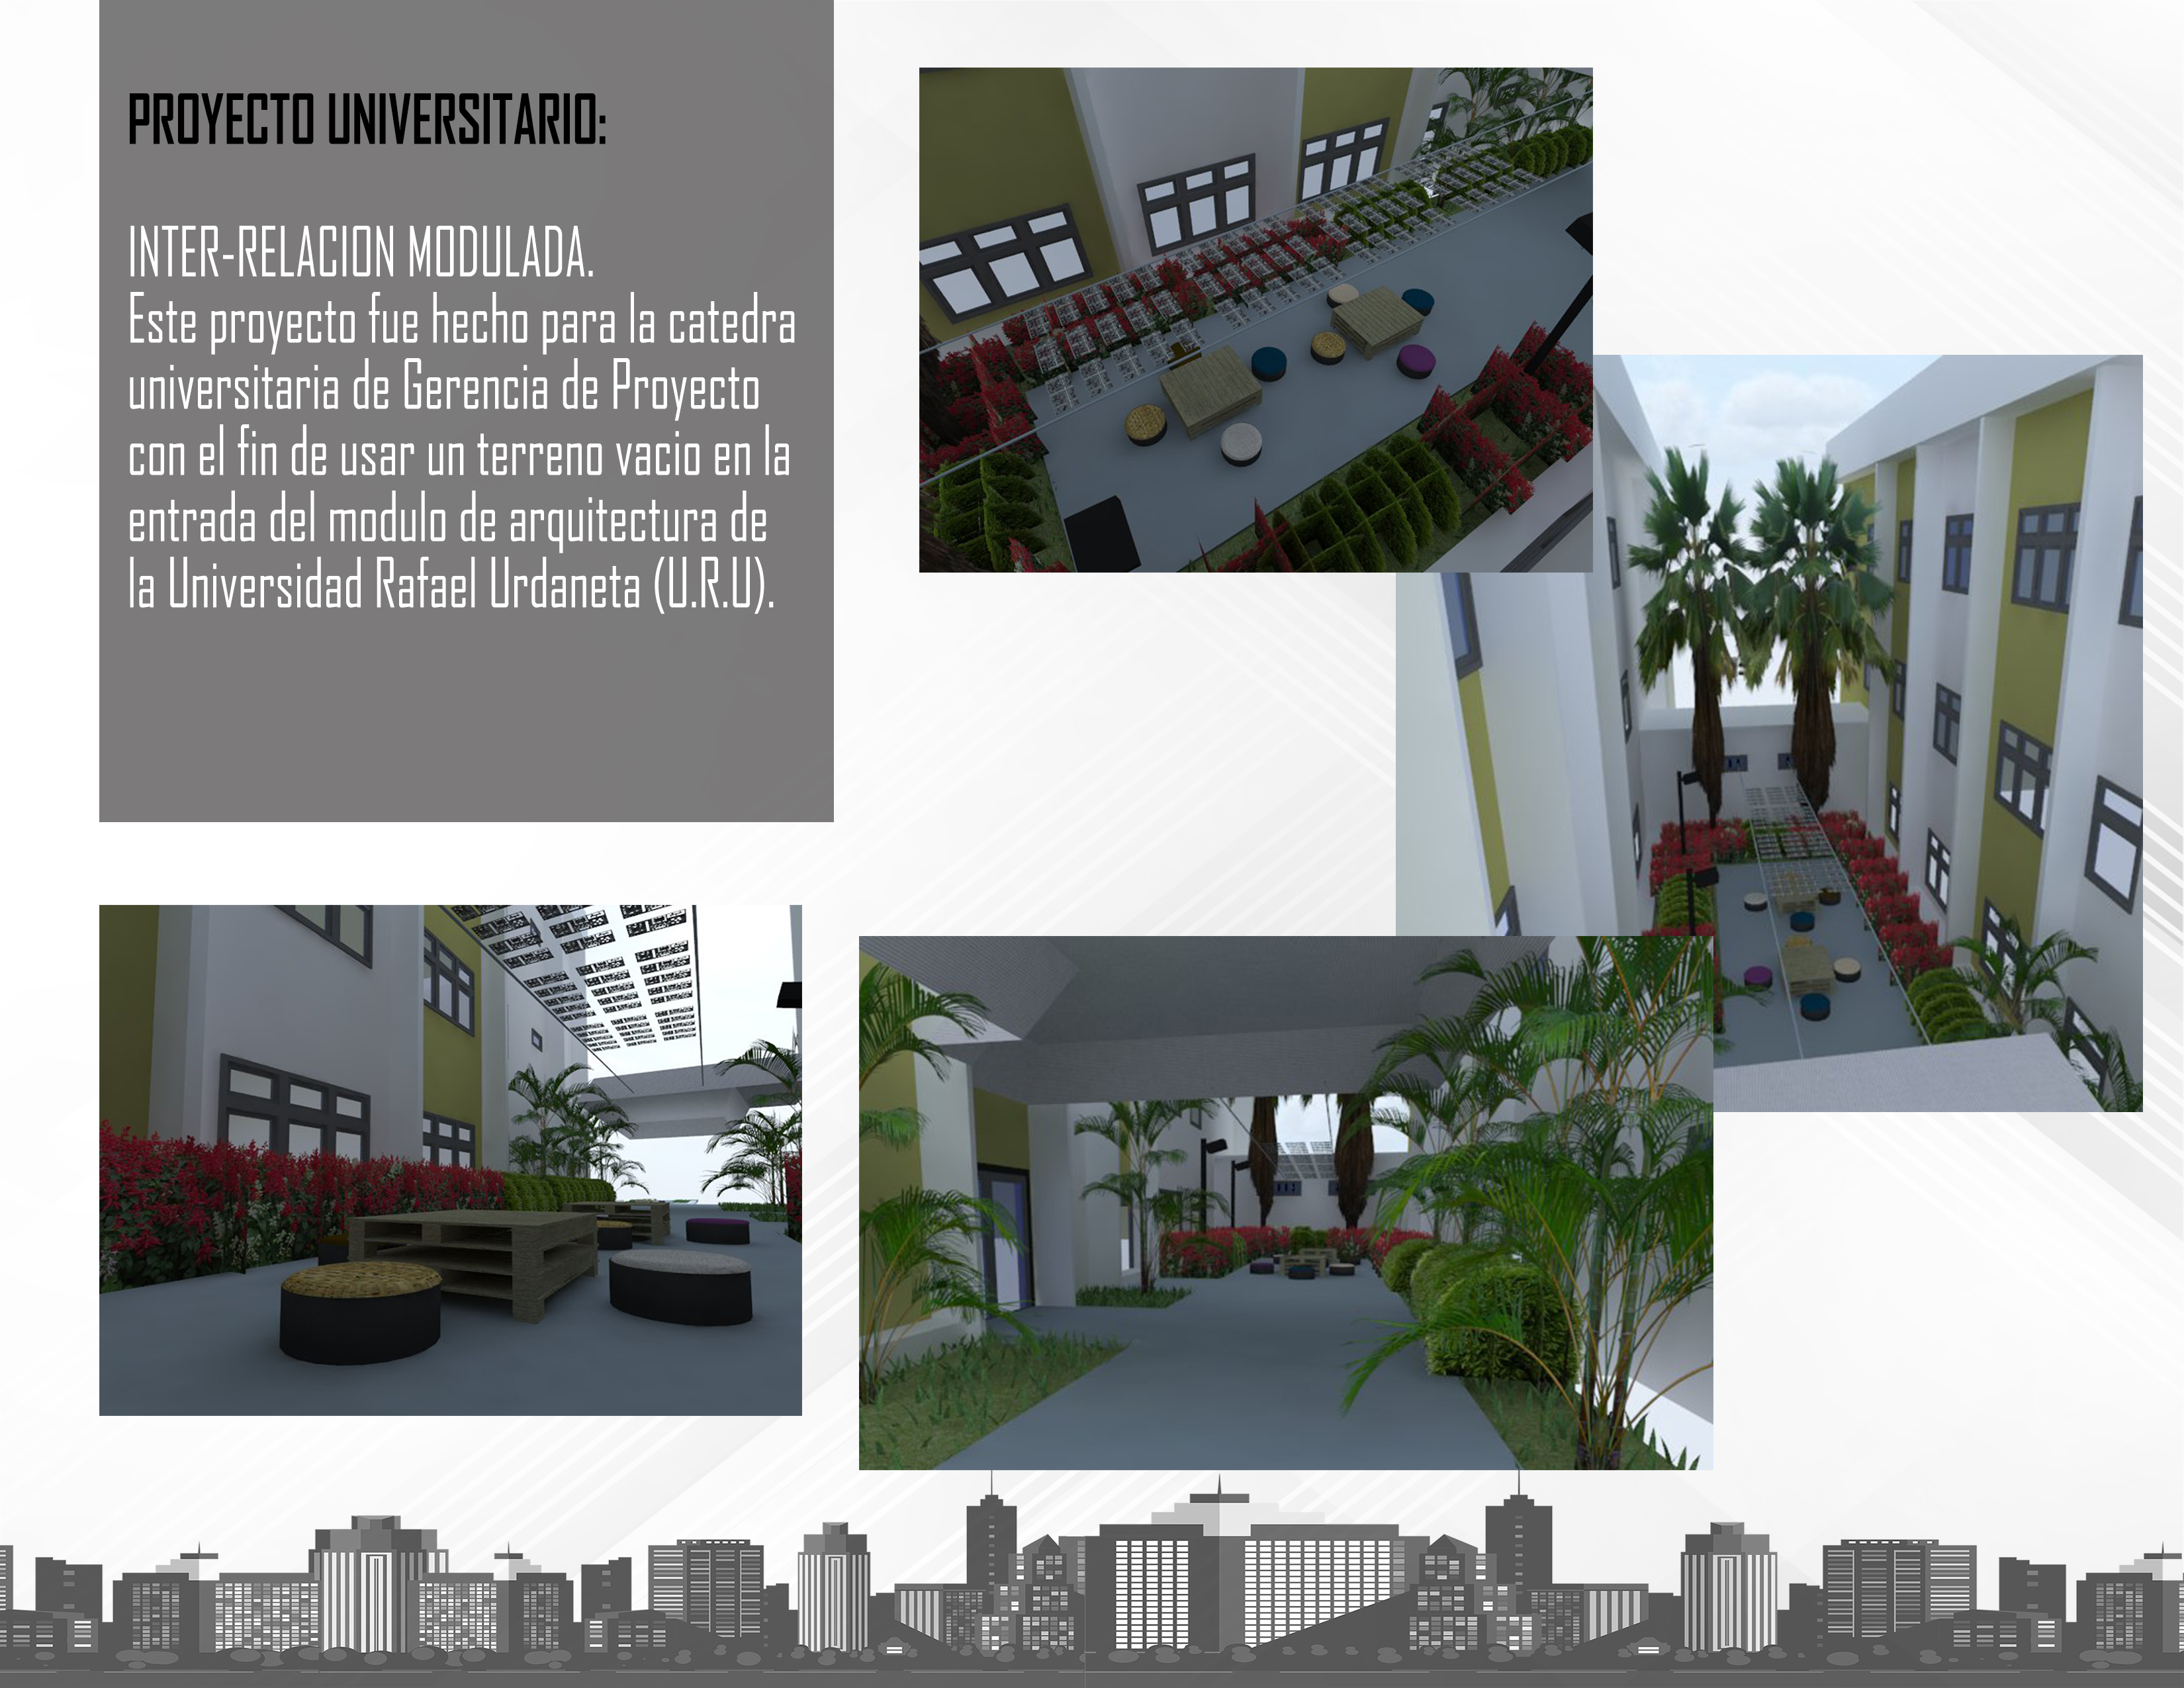 PROYECTO UNIVERSITARIO:
INTER-RELACION MODULADA.
Este proyecto fue hecho para la catedra
universitaria de Gerencia de Proyecto
con el fin de usar un terreno vacio en la
entrada del modulo de arquitectura de
la Universidad Rafael Urdaneta (U.R.U).